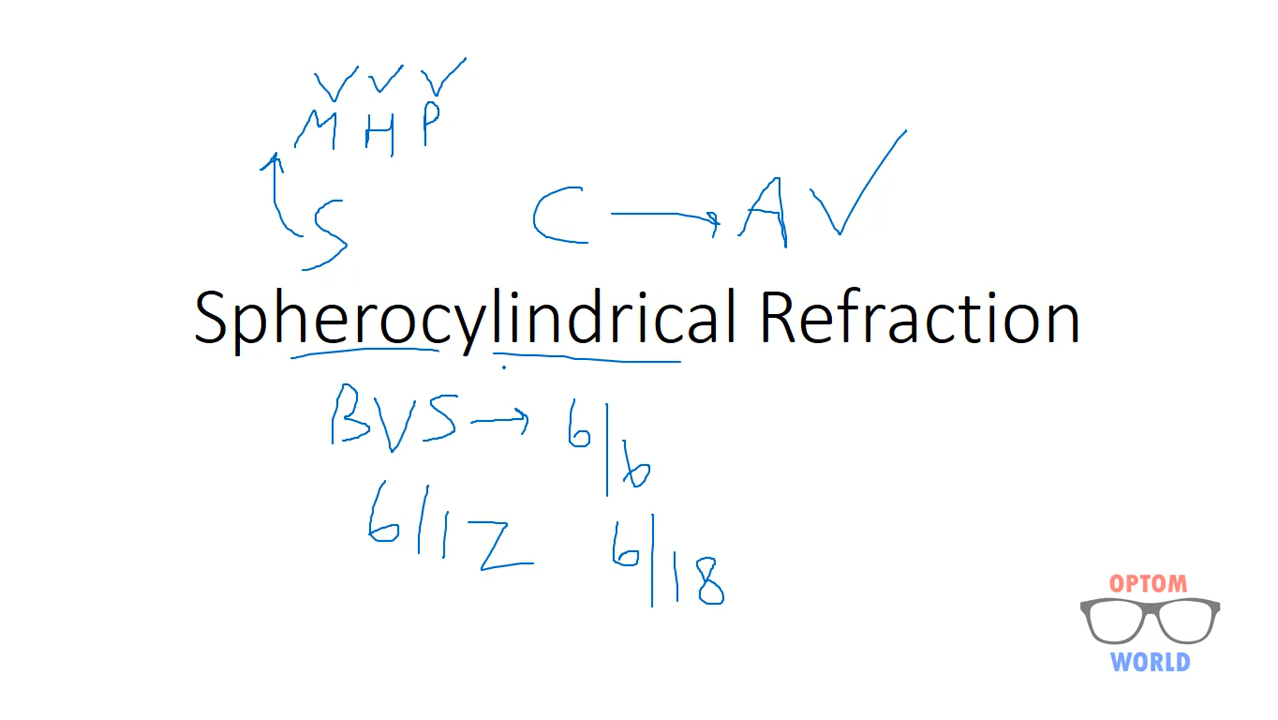 M H P
S C → A
Spherocylindrical Refraction
BVS → 6/6
6/12 6/18
OPTOM
WORLD